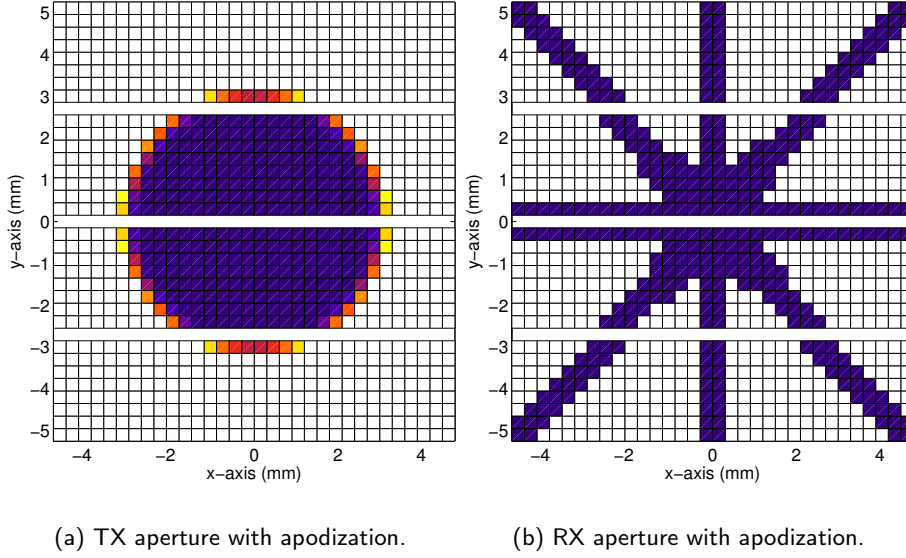 5
4
3
2
1
0
−1
−2
−3
−4
−5
y−axis (mm)
−4 −2 0 2 4
x−axis (mm)
5
4
3
2
1
0
−1
−2
−3
−4
−5
y−axis (mm)
−4 −2 0 2 4
x−axis (mm)
(a) TX aperture with apodization.
(b) RX aperture with apodization.